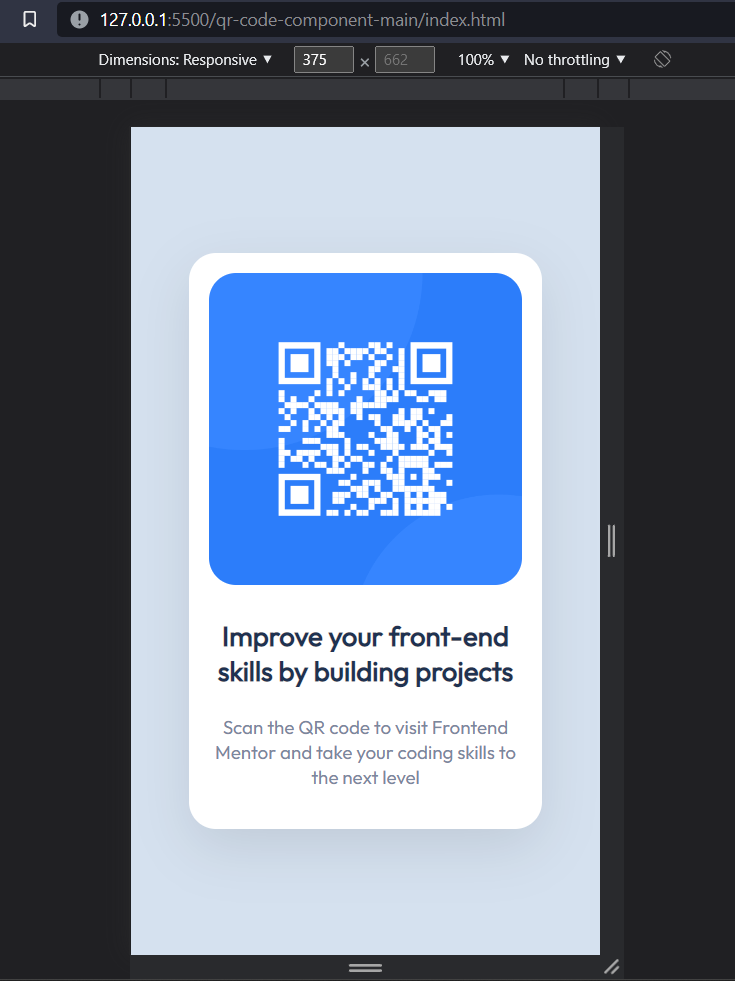 127.0.0.1:5500/qr-code-component-main/index.html
Dimensions: Responsive ▼ 375 × 662 100% ▼ No throttling ▼
Improve your front-end
skills by building projects
Scan the QR code to visit Frontend
Mentor and take your coding skills to
the next level